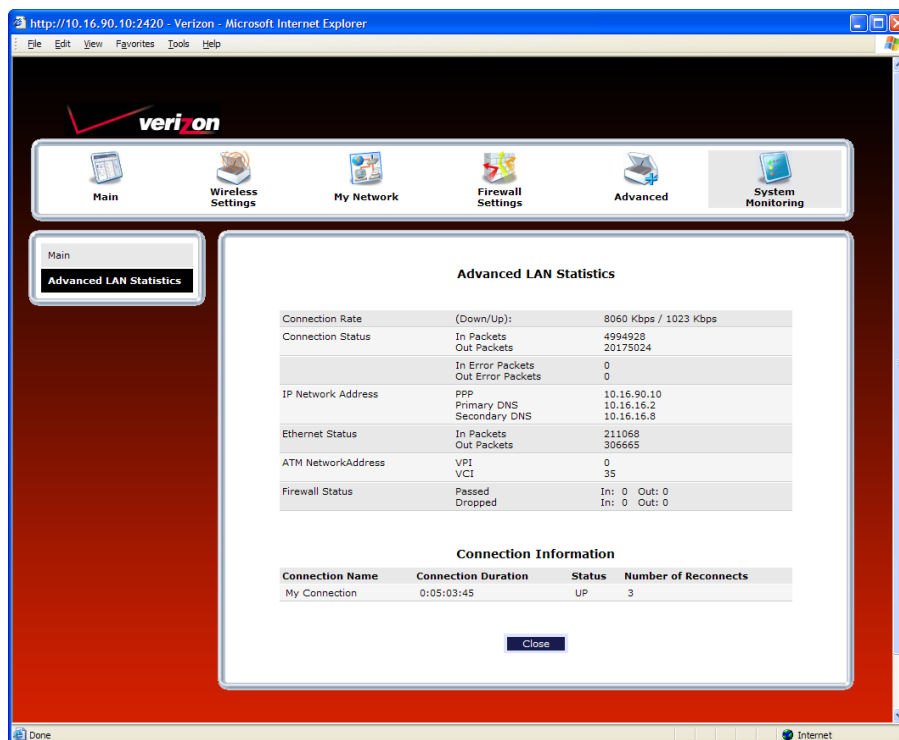 http://10.16.90.10:2420 - Verizon - Microsoft Internet Explorer
File Edit View Favorites Tools Help
verizon
Main
Wireless Settings
My Network
Firewall Settings
Advanced
System Monitoring
Main
Advanced LAN Statistics
Advanced LAN Statistics
Connection Rate (Down/Up): 8060 Kbps / 1023 Kbps
Connection Status In Packets 4994928
Out Packets 20175024
In Error Packets 0
Out Error Packets 0
IP Network Address PPP 10.16.90.10
Primary DNS 10.16.16.2
Secondary DNS 10.16.16.8
Ethernet Status In Packets 211068
Out Packets 306665
ATM NetworkAddress VPI 0
VCI 35
Firewall Status Passed In: 0 Out: 0
Dropped In: 0 Out: 0
Connection Information
Connection Name Connection Duration Status Number of Reconnects
My Connection 0:05:03:45 UP 3
Close
Done Internet